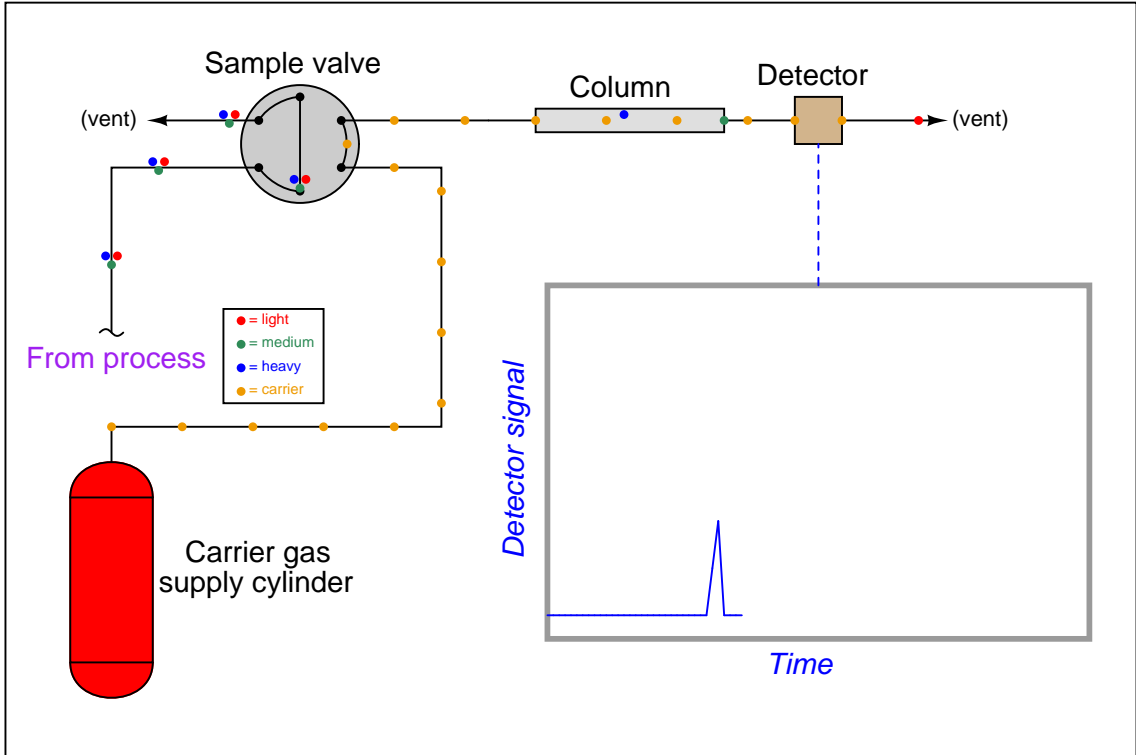 Sample valve
Column
Detector
(vent)
(vent)
From process
= light
= medium
= heavy
= carrier
Carrier gas
supply cylinder
Detector signal
Time